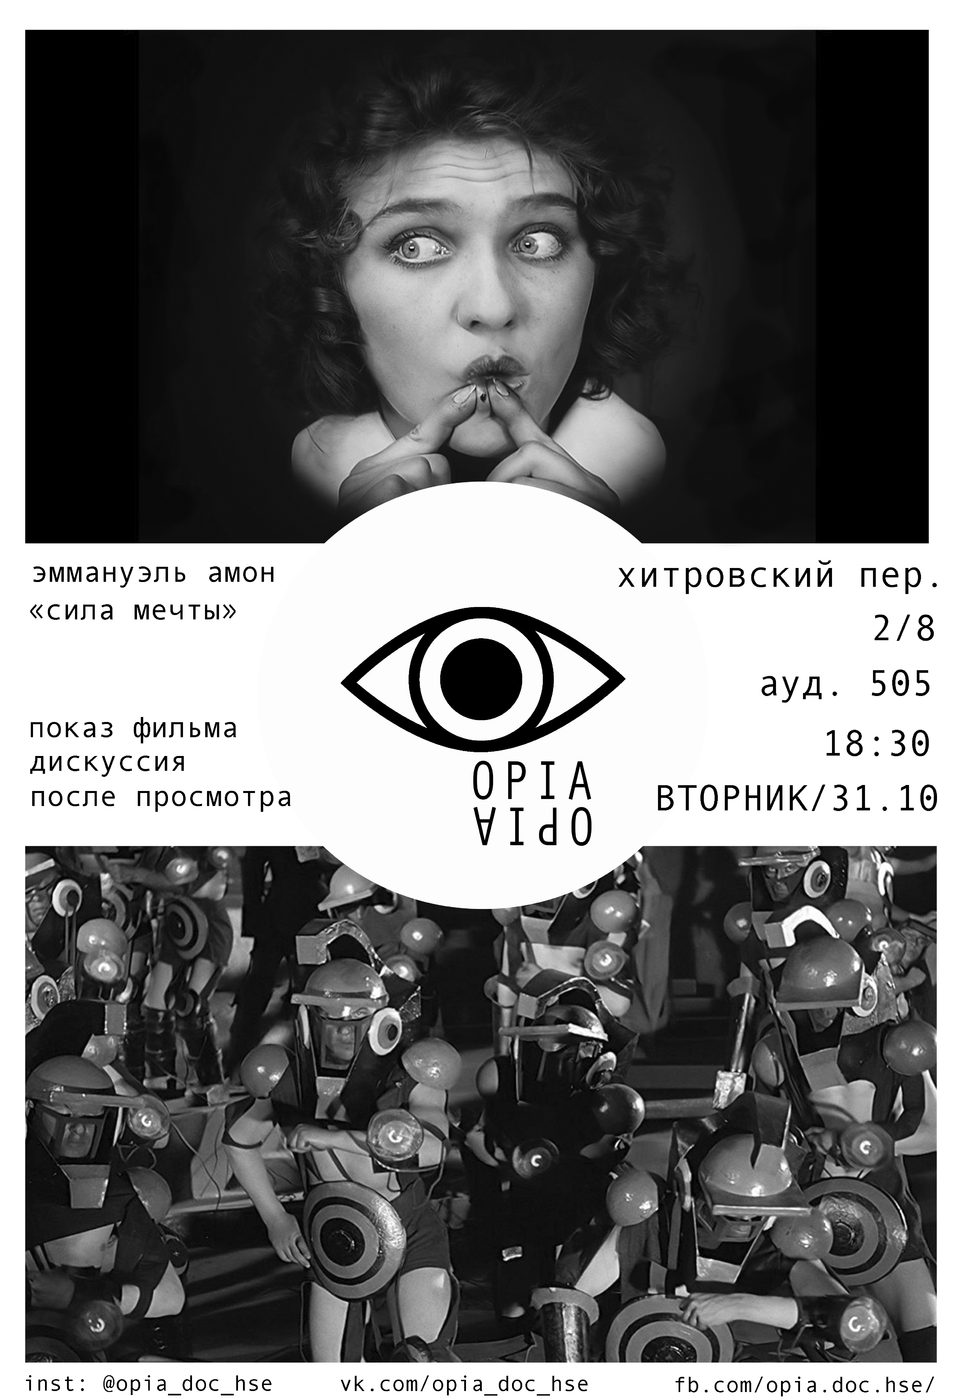 эммануэль амон
«сила мечты»
показ фильма
дискуссия
после просмотра
хитровский пер.
2/8
ауд. 505
18:30
ВТОРНИК/31.10
OPIA
OPIA
inst: @opia_doc_hse
vk.com/opia_doc_hse
fb.com/opia.doc.hse/